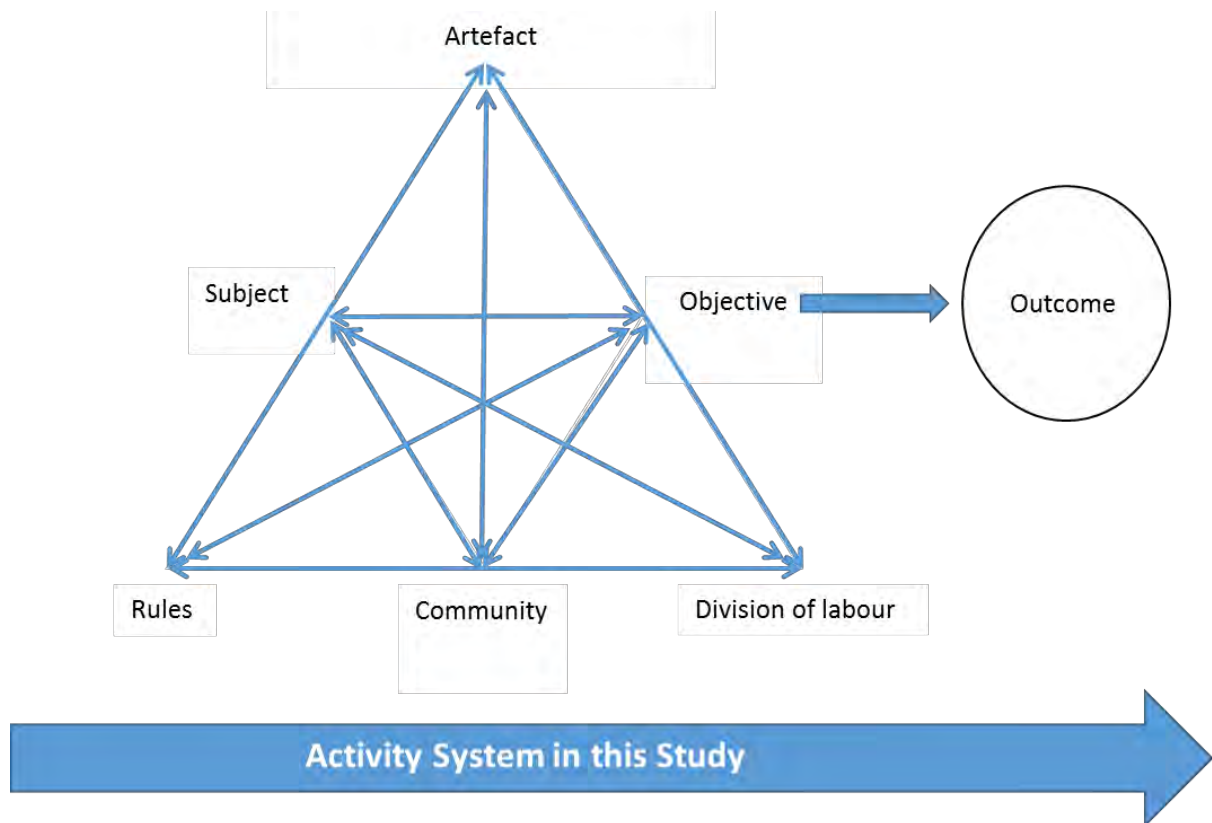 Artefact
Subject
Objective
Outcome
Rules
Community
Division of labour
Activity System in this Study